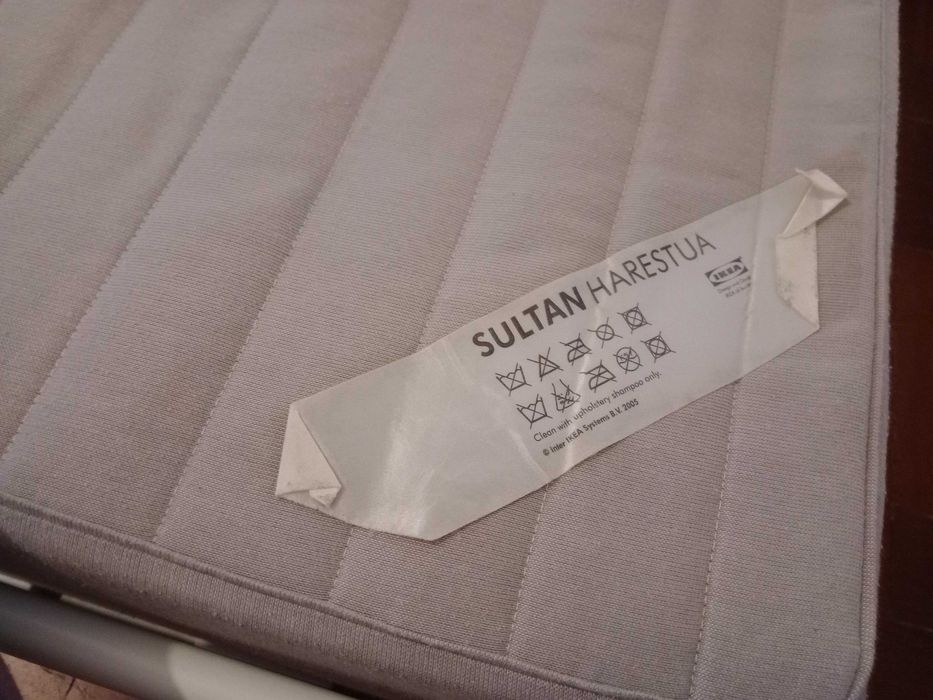 SULTAN HARESTUA
IKEA
Clean with upholstery shampoo only.
© Inter IKEA Systems B.V. 2005